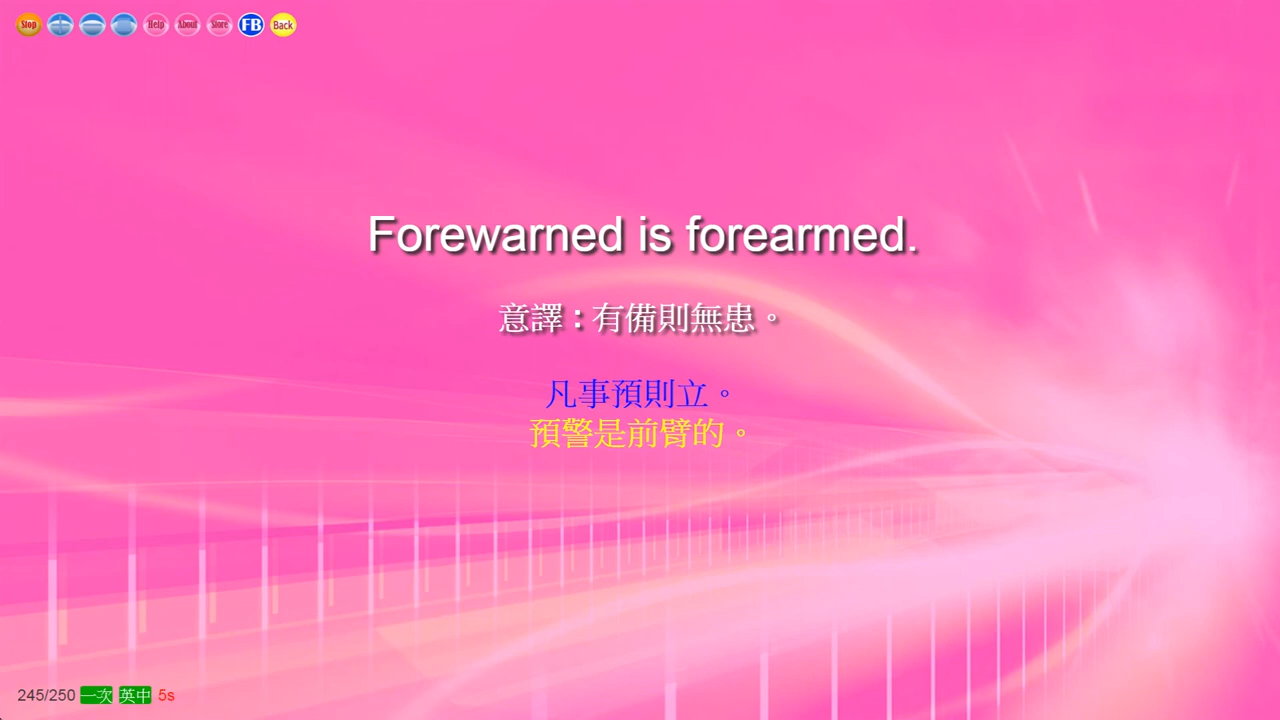 Stop Help About Store FB Back
Forewarned is forearmed.
意譯：有備則無患。
凡事預則立。
預警是前臂的。
245/250 一次 英中 5s